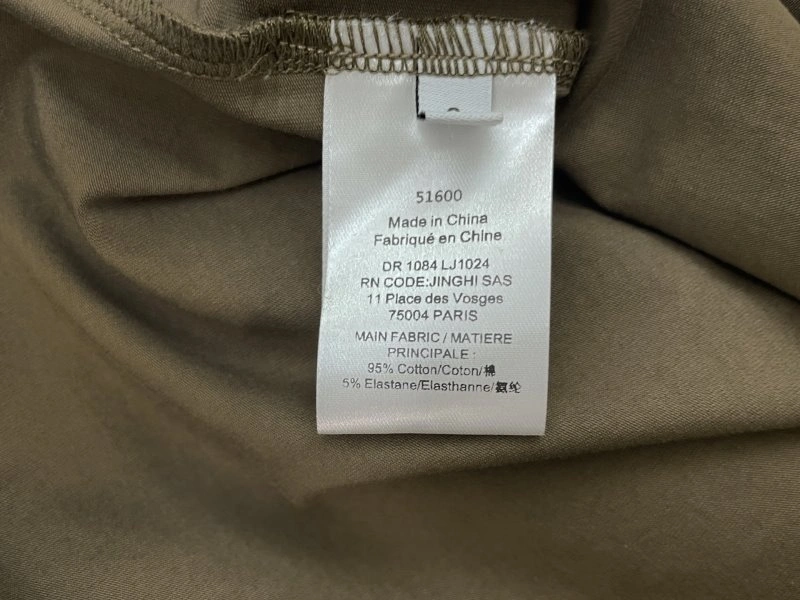 51600
Made in China
Fabriqué en Chine
DR 1084 LJ1024
RN CODE:JINGHI SAS
11 Place des Vosges
75004 PARIS
MAIN FABRIC / MATIERE
PRINCIPALE :
95% Cotton/Coton/棉
5% Elastane/Elasthanne/氨纶